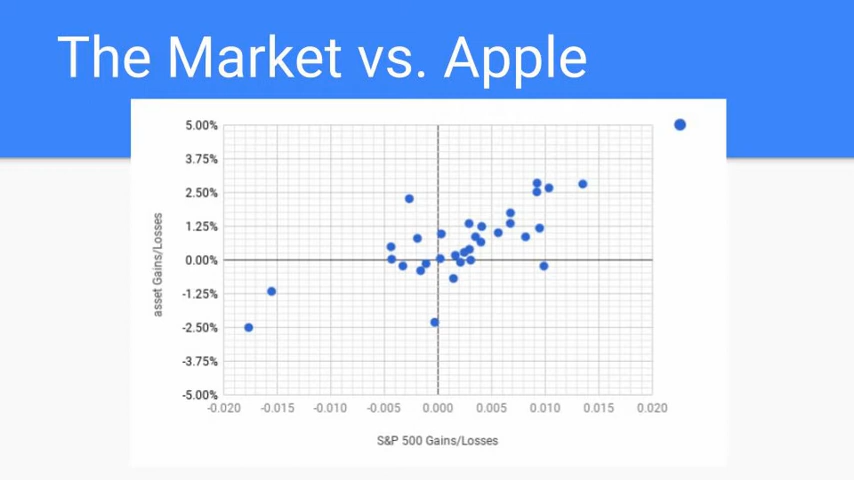 The Market vs. Apple
5.00%
3.75%
2.50%
1.25%
0.00%
-1.25%
-2.50%
-3.75%
-5.00%
asset Gains/Losses
-0.020 -0.015 -0.010 -0.005 0.000 0.005 0.010 0.015 0.020
S&P 500 Gains/Losses